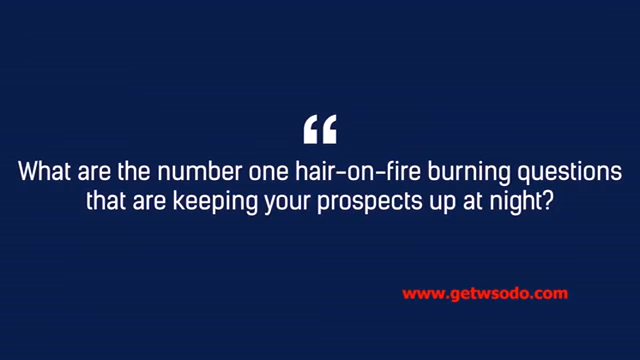 “
What are the number one hair-on-fire burning questions
that are keeping your prospects up at night?
www.getwsodo.com